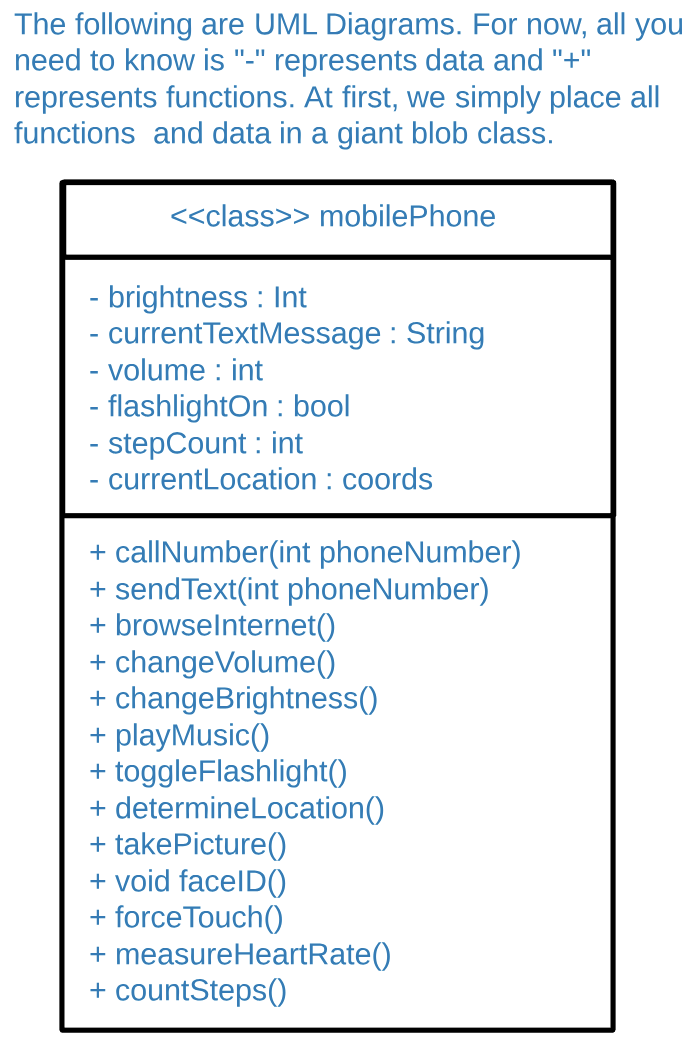 The following are UML Diagrams. For now, all you
need to know is "-" represents data and "+"
represents functions. At first, we simply place all
functions  and data in a giant blob class.
<<class>> mobilePhone
- brightness : Int
- currentTextMessage : String
- volume : int
- flashlightOn : bool
- stepCount : int
- currentLocation : coords
+ callNumber(int phoneNumber)
+ sendText(int phoneNumber)
+ browseInternet()
+ changeVolume()
+ changeBrightness()
+ playMusic()
+ toggleFlashlight()
+ determineLocation()
+ takePicture()
+ void faceID()
+ forceTouch()
+ measureHeartRate()
+ countSteps()